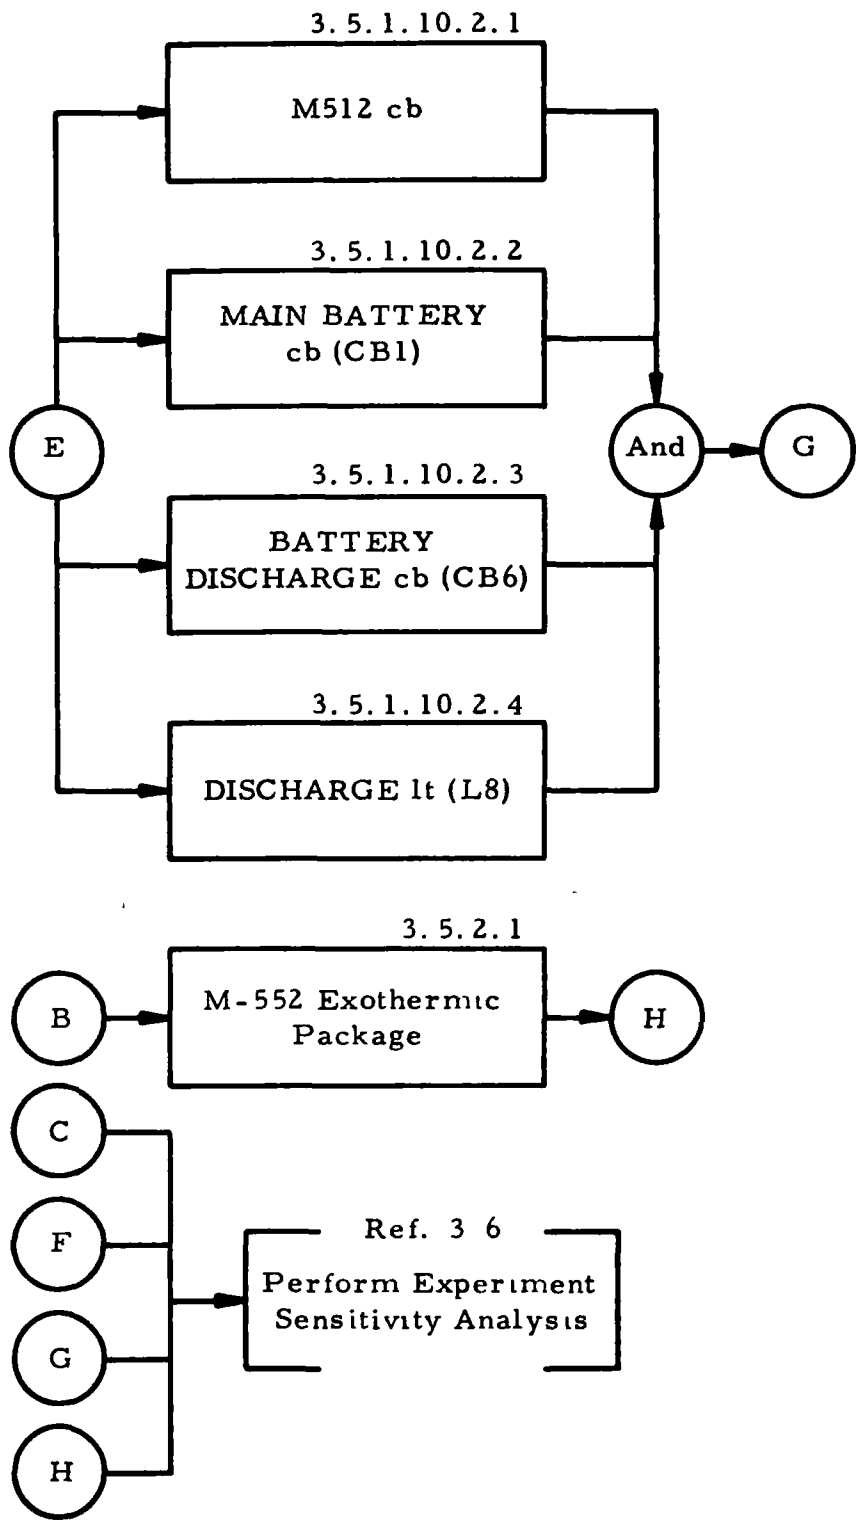 3.5.1.10.2.1
M512 cb
3.5.1.10.2.2
MAIN BATTERY
cb (CB1)
E
And
G
3.5.1.10.2.3
BATTERY
DISCHARGE cb (CB6)
3.5.1.10.2.4
DISCHARGE lt (L8)
3.5.2.1
B
M-552 Exothermic
Package
H
C
F
Ref. 3 6
Perform Experiment
Sensitivity Analysis
G
H